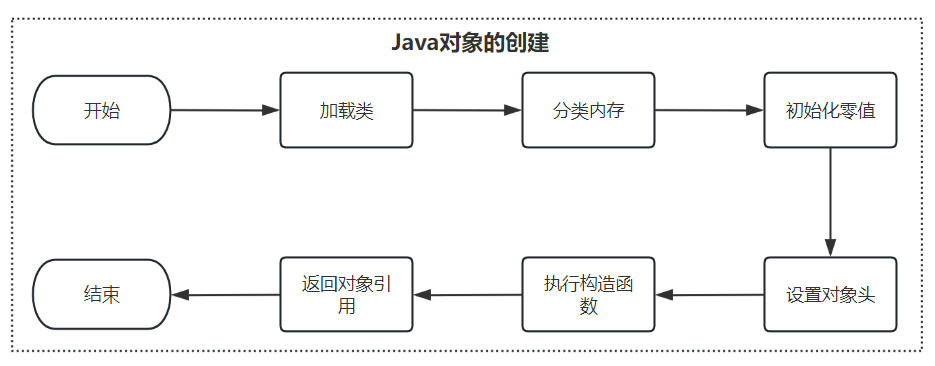 Java对象的创建
开始
加载类
分类内存
初始化零值
设置对象头
执行构造函
数
返回对象引
用
结束